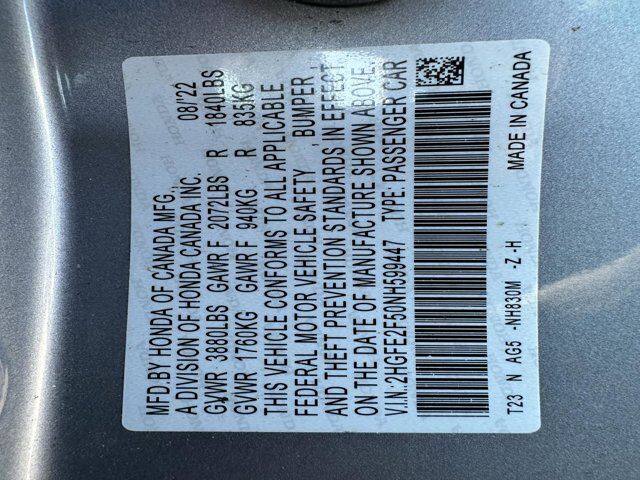 MFD.BY HONDA OF CANADA MFG., 08/'22
A DIVISION OF HONDA CANADA INC.
GVWR 3880LBS GAWR F 2072LBS R 1840LBS
GVWR 1760KG GAWR F 940KG R 835KG
THIS VEHICLE CONFORMS TO ALL APPLICABLE
FEDERAL MOTOR VEHICLE SAFETY , BUMPER ,
AND THEFT PREVENTION STANDARDS IN EFFECT
ON THE DATE OF MANUFACTURE SHOWN ABOVE.
V.I.N.:2HGFE2F50NH599447 TYPE: PASSENGER CAR
T23 N AG5 -NH830M -Z -H MADE IN CANADA